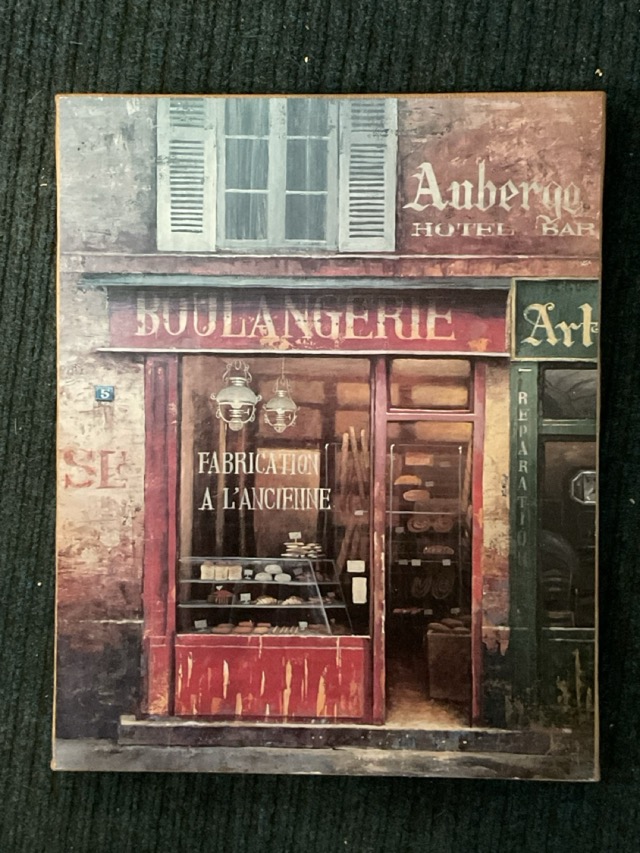 Auberge
HOTEL BAR
BOULANGERIE
Art
5
REPARATION
SE
FABRICATION
A L'ANCIENNE